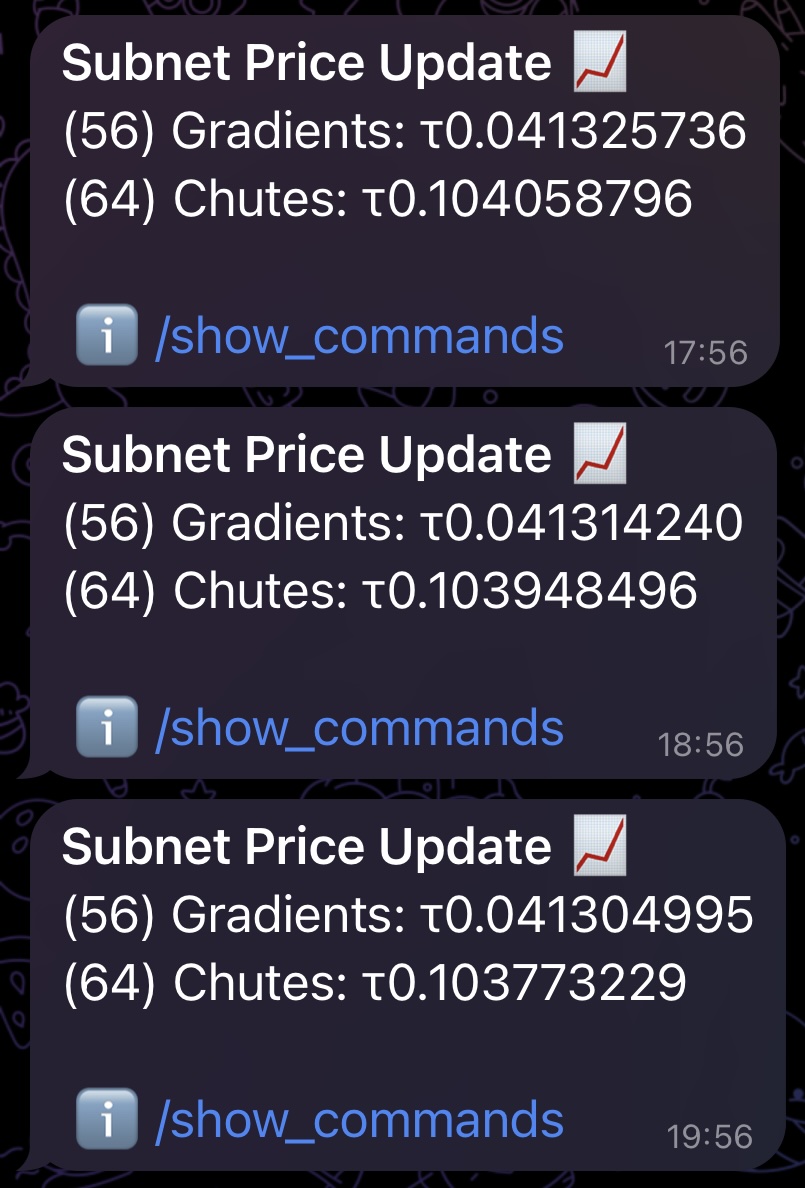 Subnet Price Update 📈
(56) Gradients: τ0.041325736
(64) Chutes: τ0.104058796
ℹ️ /show_commands
17:56
Subnet Price Update 📈
(56) Gradients: τ0.041314240
(64) Chutes: τ0.103948496
ℹ️ /show_commands
18:56
Subnet Price Update 📈
(56) Gradients: τ0.041304995
(64) Chutes: τ0.103773229
ℹ️ /show_commands
19:56